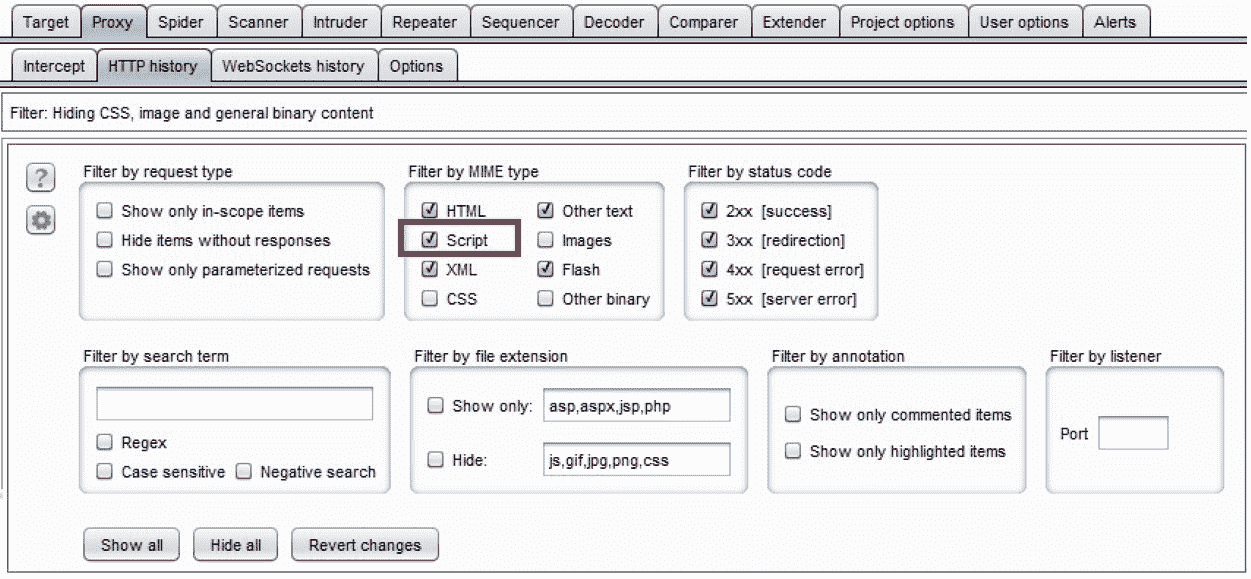 Target Proxy Spider Scanner Intruder Repeater Sequencer Decoder Comparer Extender Project options User options Alerts
Intercept HTTP history WebSockets history Options
Filter: Hiding CSS, image and general binary content
?
Filter by request type
Show only in-scope items
Hide items without responses
Show only parameterized requests
Filter by MIME type
HTML Other text
Script Images
XML Flash
CSS Other binary
Filter by status code
2xx [success]
3xx [redirection]
4xx [request error]
5xx [server error]
Filter by search term
Regex
Case sensitive Negative search
Filter by file extension
Show only: asp,aspx,jsp,php
Hide: js,gif,jpg,png,css
Filter by annotation
Show only commented items
Show only highlighted items
Filter by listener
Port
Show all Hide all Revert changes